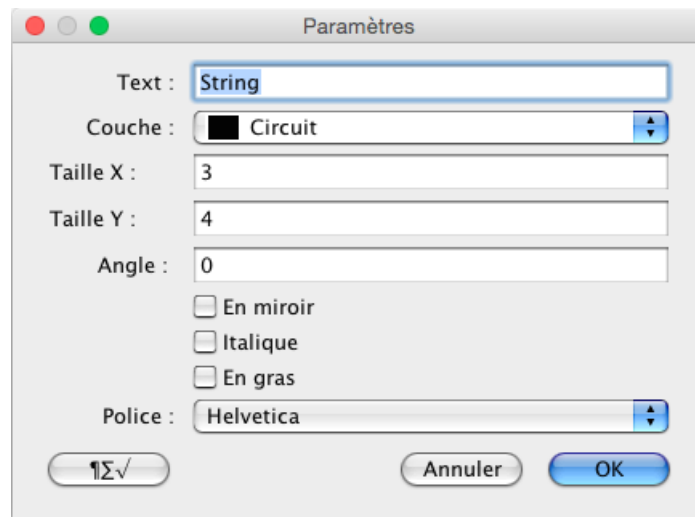 Paramètres
Text : String
Couche : Circuit
Taille X : 3
Taille Y : 4
Angle : 0
En miroir
Italique
En gras
Police : Helvetica
¶Σ√ Annuler OK